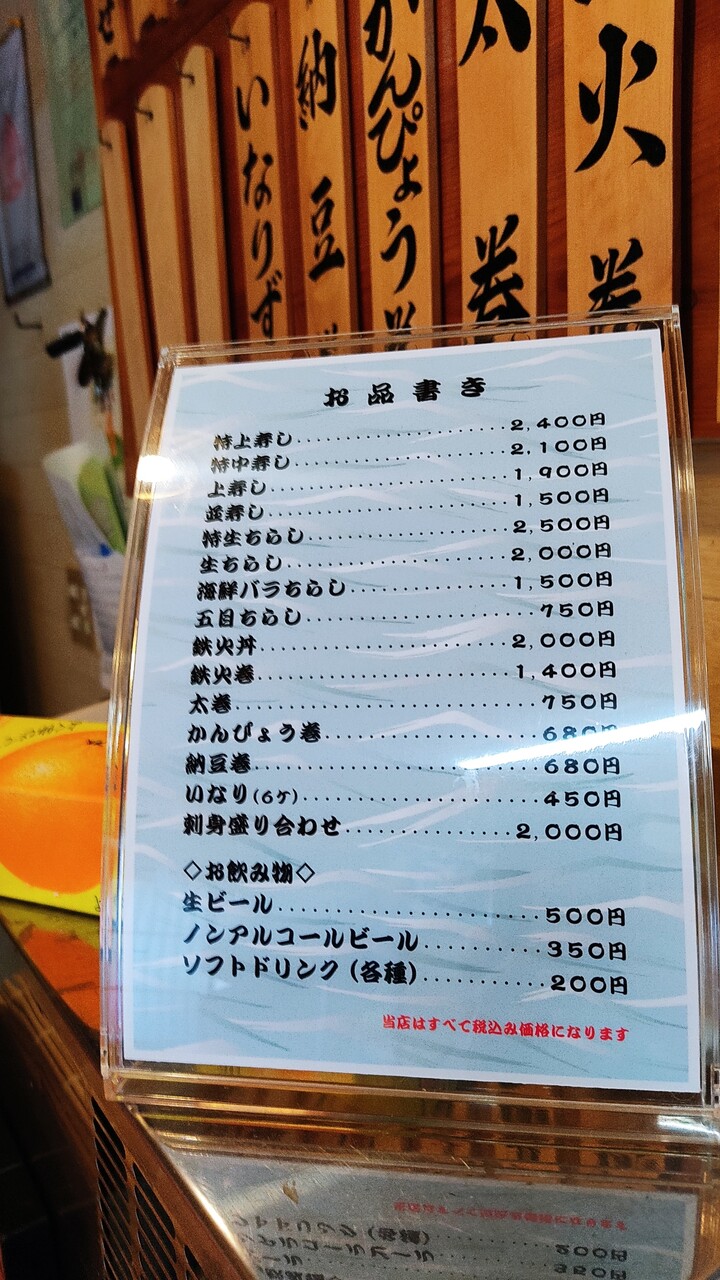 せ
いなりず
納豆
かんぴょう
太巻
火巻
お品書き
特上寿し 2,400円
特中寿し 2,100円
上寿し 1,900円
並寿し 1,500円
特生ちらし 2,500円
生ちらし 2,000円
海鮮バラちらし 1,500円
五目ちらし 750円
鉄火丼 2,000円
鉄火巻 1,400円
太巻 750円
かんぴょう巻 680円
納豆巻 680円
いなり(6ケ) 450円
刺身盛り合わせ 2,000円
◇お飲み物◇
生ビール 500円
ノンアルコールビール 350円
ソフトドリンク(各種) 200円
当店はすべて税込み価格になります